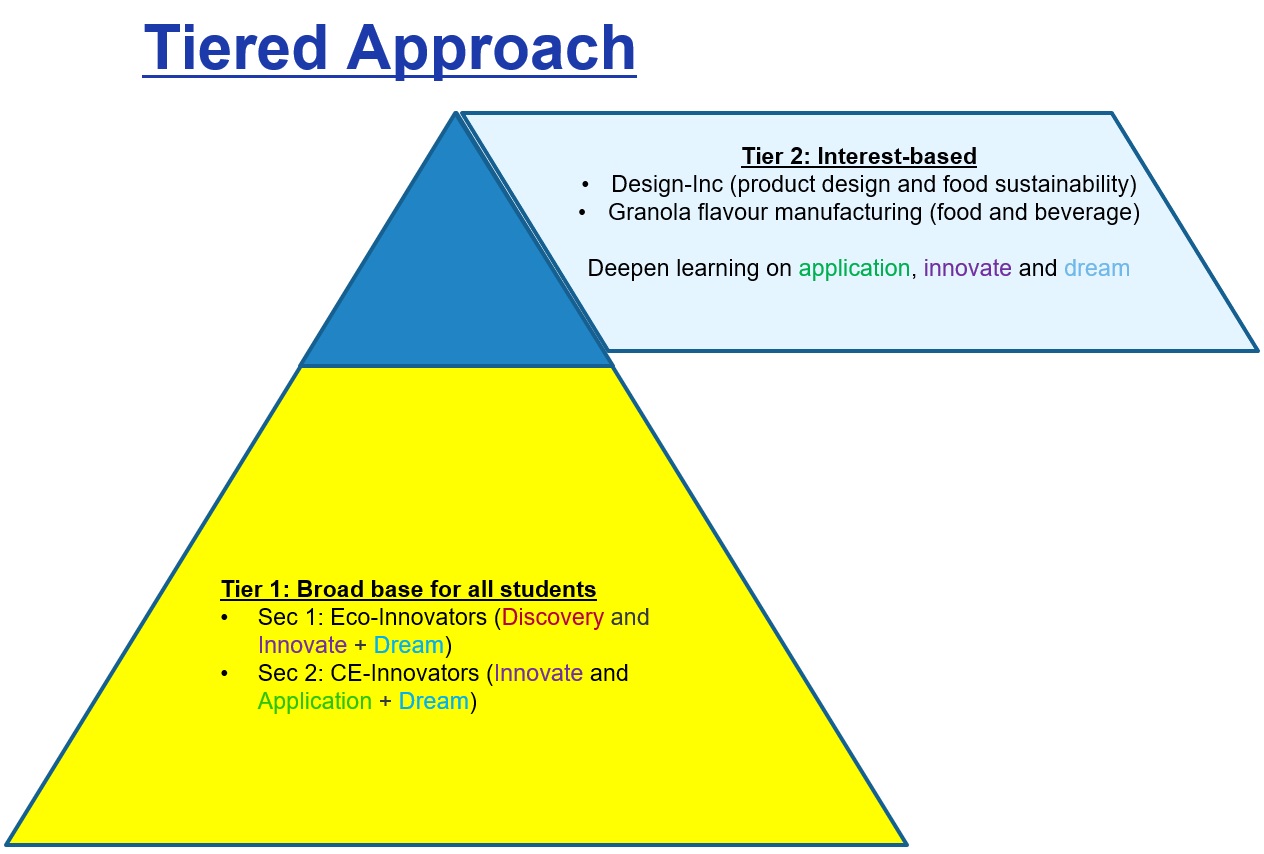 Tiered Approach
Tier 2: Interest-based
• Design-Inc (product design and food sustainability)
• Granola flavour manufacturing (food and beverage)
Deepen learning on application, innovate and dream
Tier 1: Broad base for all students
• Sec 1: Eco-Innovators (Discovery and
Innovate + Dream)
• Sec 2: CE-Innovators (Innovate and
Application + Dream)